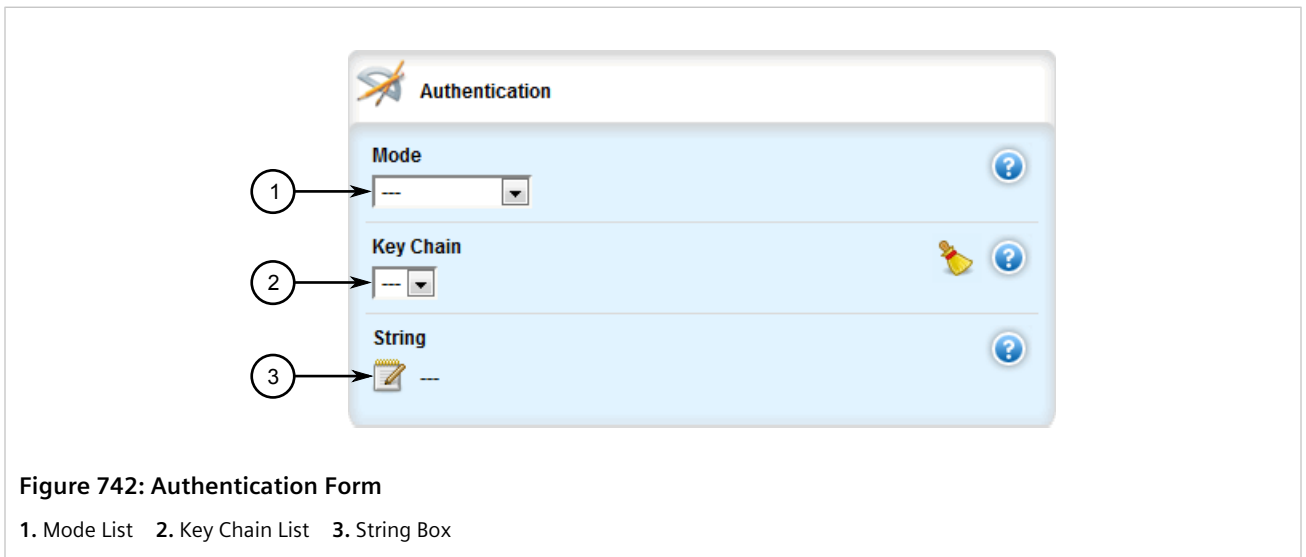 Authentication
Mode
1
---
Key Chain
2
---
String
3
---
Figure 742: Authentication Form
1. Mode List 2. Key Chain List 3. String Box